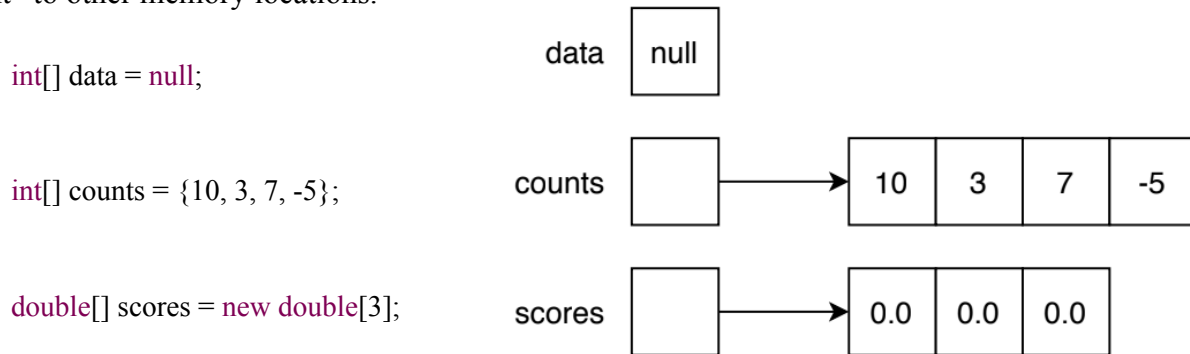 to other memory locations.
int[] data = null;
data
null
int[] counts = {10, 3, 7, -5};
counts
10 3 7 -5
double[] scores = new double[3];
scores
0.0 0.0 0.0